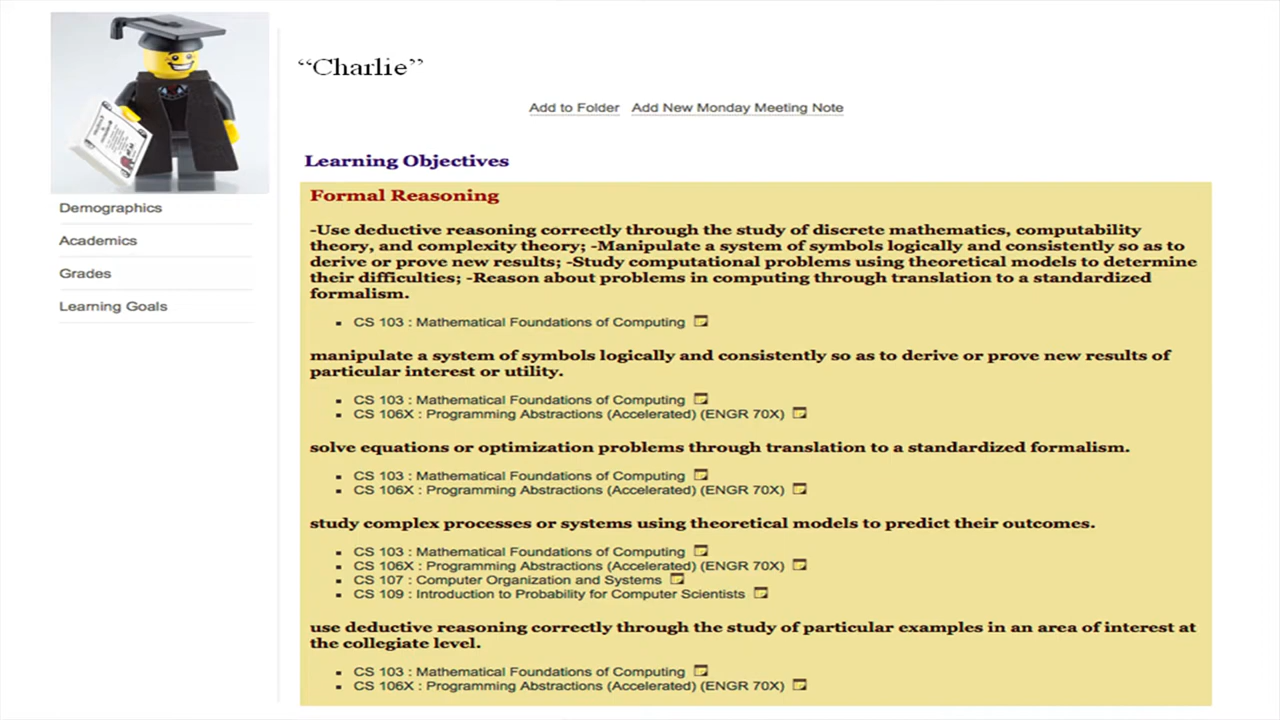 “Charlie”
Add to Folder Add New Monday Meeting Note
Learning Objectives
Demographics
Academics
Grades
Learning Goals
Formal Reasoning
-Use deductive reasoning correctly through the study of discrete mathematics, computability
theory, and complexity theory; -Manipulate a system of symbols logically and consistently so as to
derive or prove new results; -Study computational problems using theoretical models to determine
their difficulties; -Reason about problems in computing through translation to a standardized
formalism.
CS 103 : Mathematical Foundations of Computing
manipulate a system of symbols logically and consistently so as to derive or prove new results of
particular interest or utility.
CS 103 : Mathematical Foundations of Computing
CS 106X : Programming Abstractions (Accelerated) (ENGR 70X)
solve equations or optimization problems through translation to a standardized formalism.
CS 103 : Mathematical Foundations of Computing
CS 106X : Programming Abstractions (Accelerated) (ENGR 70X)
study complex processes or systems using theoretical models to predict their outcomes.
CS 103 : Mathematical Foundations of Computing
CS 106X : Programming Abstractions (Accelerated) (ENGR 70X)
CS 107 : Computer Organization and Systems
CS 109 : Introduction to Probability for Computer Scientists
use deductive reasoning correctly through the study of particular examples in an area of interest at
the collegiate level.
CS 103 : Mathematical Foundations of Computing
CS 106X : Programming Abstractions (Accelerated) (ENGR 70X)